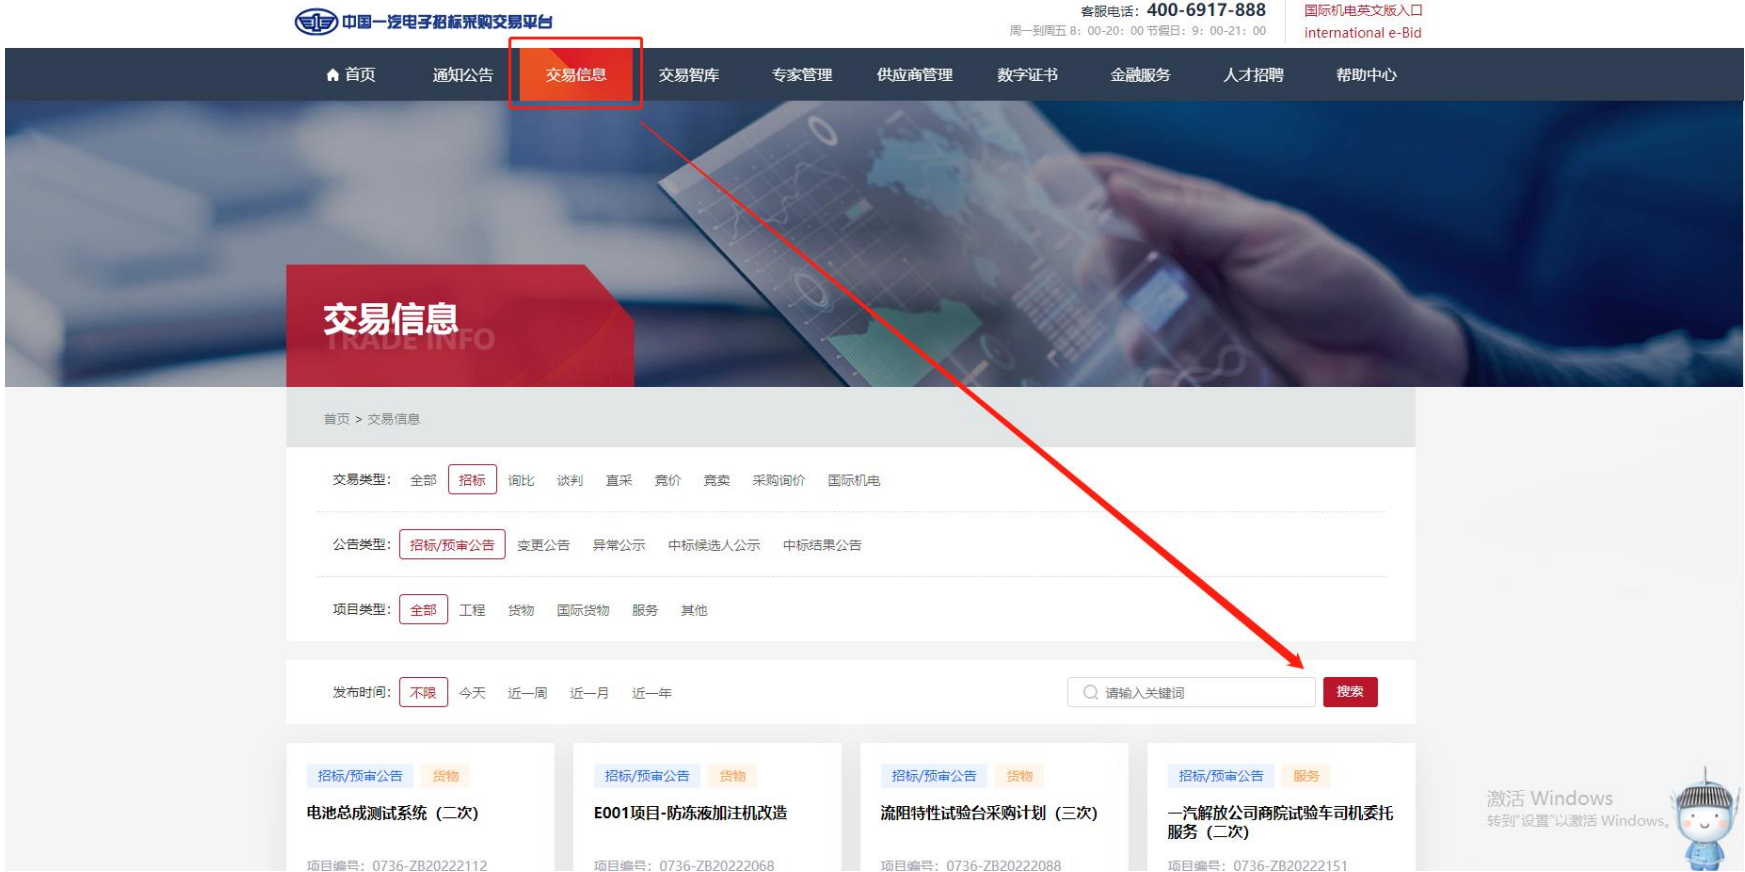 中国一汽电子招标采购交易平台
客服电话：400-6917-888
周一到周五 8：00-20：00 节假日：9：00-21：00
国际机电英文版入口
international e-Bid
首页 通知公告 交易信息 交易智库 专家管理 供应商管理 数字证书 金融服务 人才招聘 帮助中心
交易信息
TRADE INFO
首页 > 交易信息
交易类型： 全部 招标 询比 谈判 直采 竞价 竞卖 采购询价 国际机电
公告类型： 招标/预审公告 变更公告 异常公示 中标候选人公示 中标结果公告
项目类型： 全部 工程 货物 国际货物 服务 其他
发布时间： 不限 今天 近一周 近一月 近一年 请输入关键词 搜索
招标/预审公告 货物
电池总成测试系统（二次）
项目编号：0736-ZB20222112
招标/预审公告 货物
E001项目-防冻液加注机改造
项目编号：0736-ZB20222068
招标/预审公告 货物
流阻特性试验台采购计划（三次）
项目编号：0736-ZB20222088
招标/预审公告 服务
一汽解放公司商院试验车司机委托
服务（二次）
项目编号：0736-ZB20222151
激活 Windows
转到"设置"以激活 Windows。